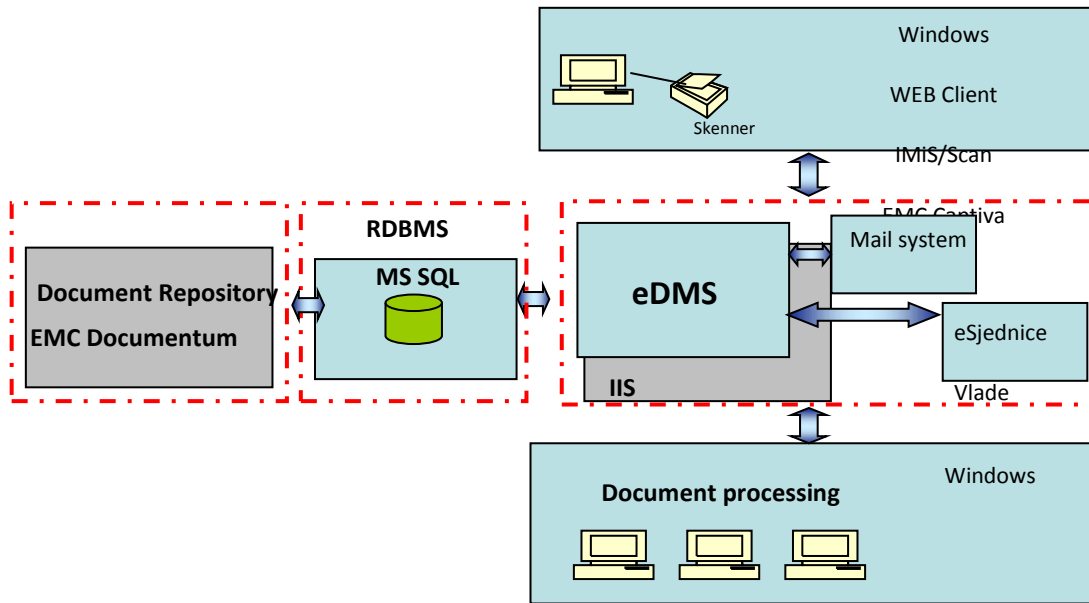 Windows
WEB Client
Skenner
IMiS/Scan
EMC Captiva
RDBMS
Mail system
MS SQL
eDMS
Document Repository
EMC Documentum
eSjednice
Vlade
IIS
Windows
Document processing